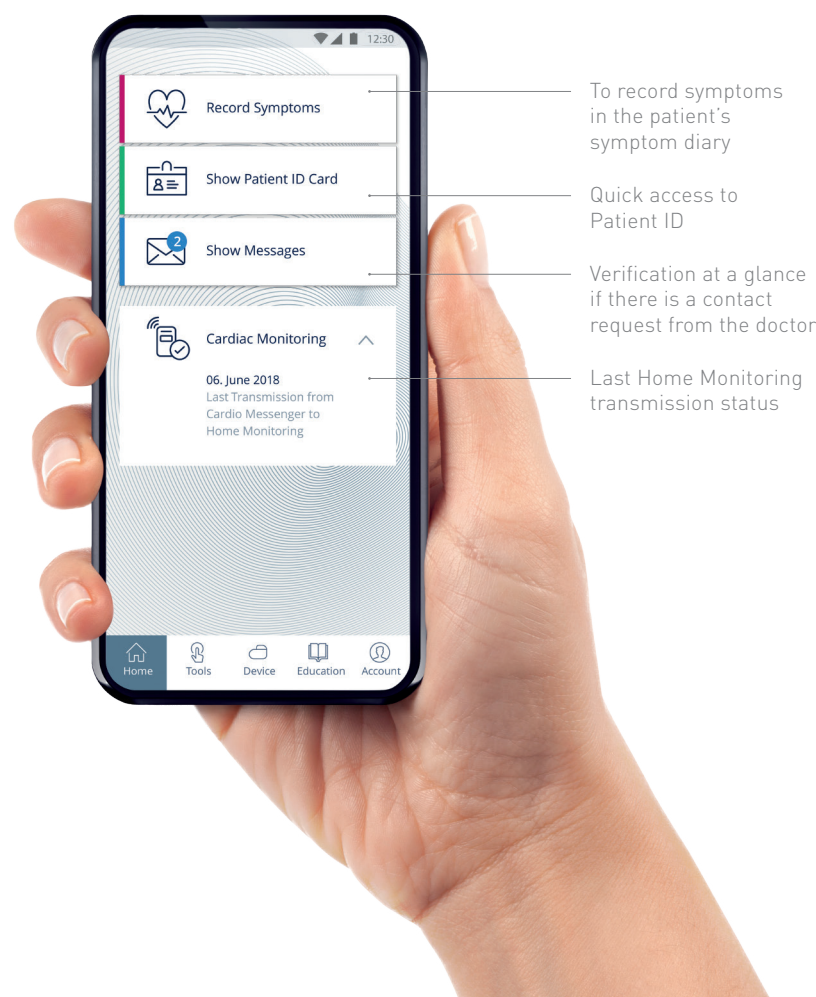 12:30
Record Symptoms
Show Patient ID Card
2
Show Messages
Cardiac Monitoring
06. June 2018
Last Transmission from
Cardio Messenger to
Home Monitoring
Home
Tools
Device
Education
Account
To record symptoms
in the patient’s
symptom diary
Quick access to
Patient ID
Verification at a glance
if there is a contact
request from the doctor
Last Home Monitoring
transmission status